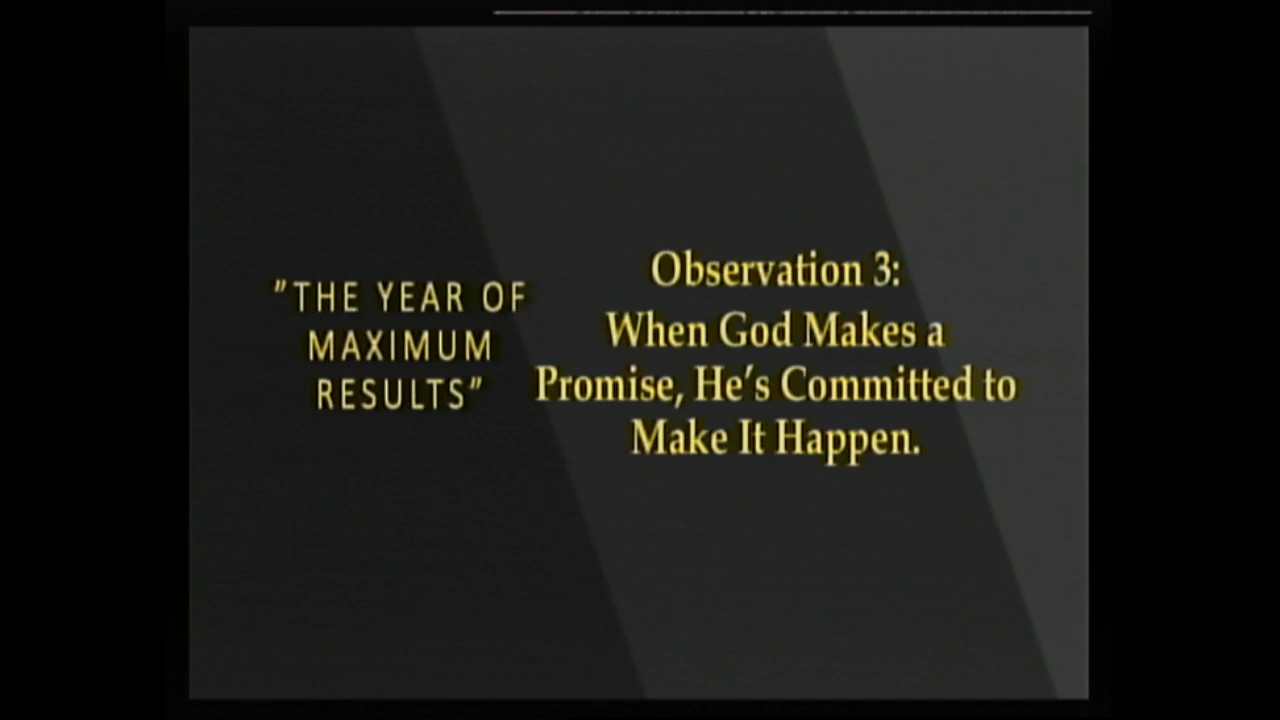 "THE YEAR OF
MAXIMUM
RESULTS"
Observation 3:
When God Makes a
Promise, He's Committed to
Make It Happen.